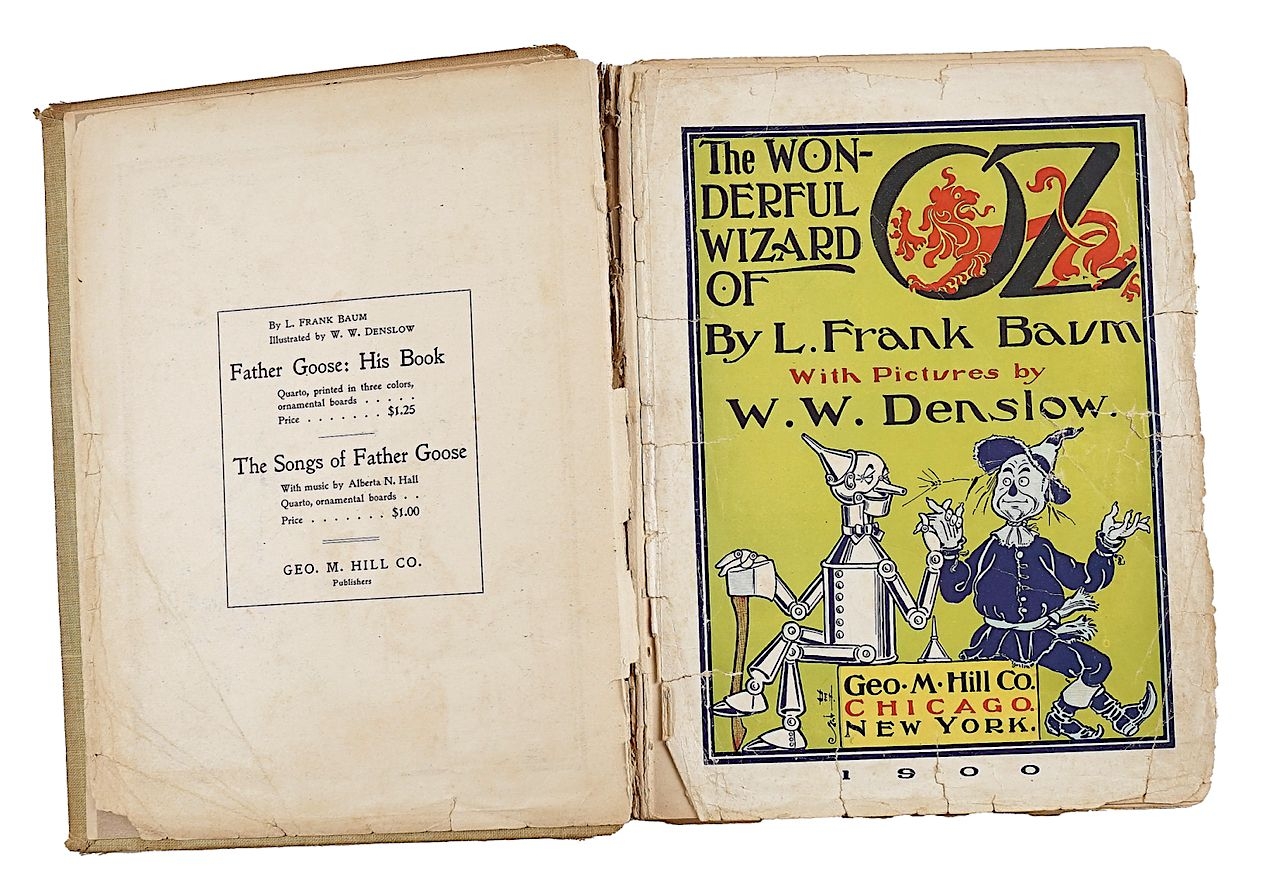 By L. FRANK BAUM
Illustrated by W. W. DENSLOW
Father Goose: His Book
Quarto, printed in three colors,
ornamental boards . . . . .
Price . . . . . . . $1.25
The Songs of Father Goose
With music by Alberta N. Hall
Quarto, ornamental boards . .
Price . . . . . . . $1.00
GEO. M. HILL CO.
Publishers
The WON-
DERFUL
WIZARD
OF
OZ
By L. Frank Baum
With Pictures by
W. W. Denslow.
DEN
Geo. M. Hill Co.
CHICAGO.
NEW YORK.
1900